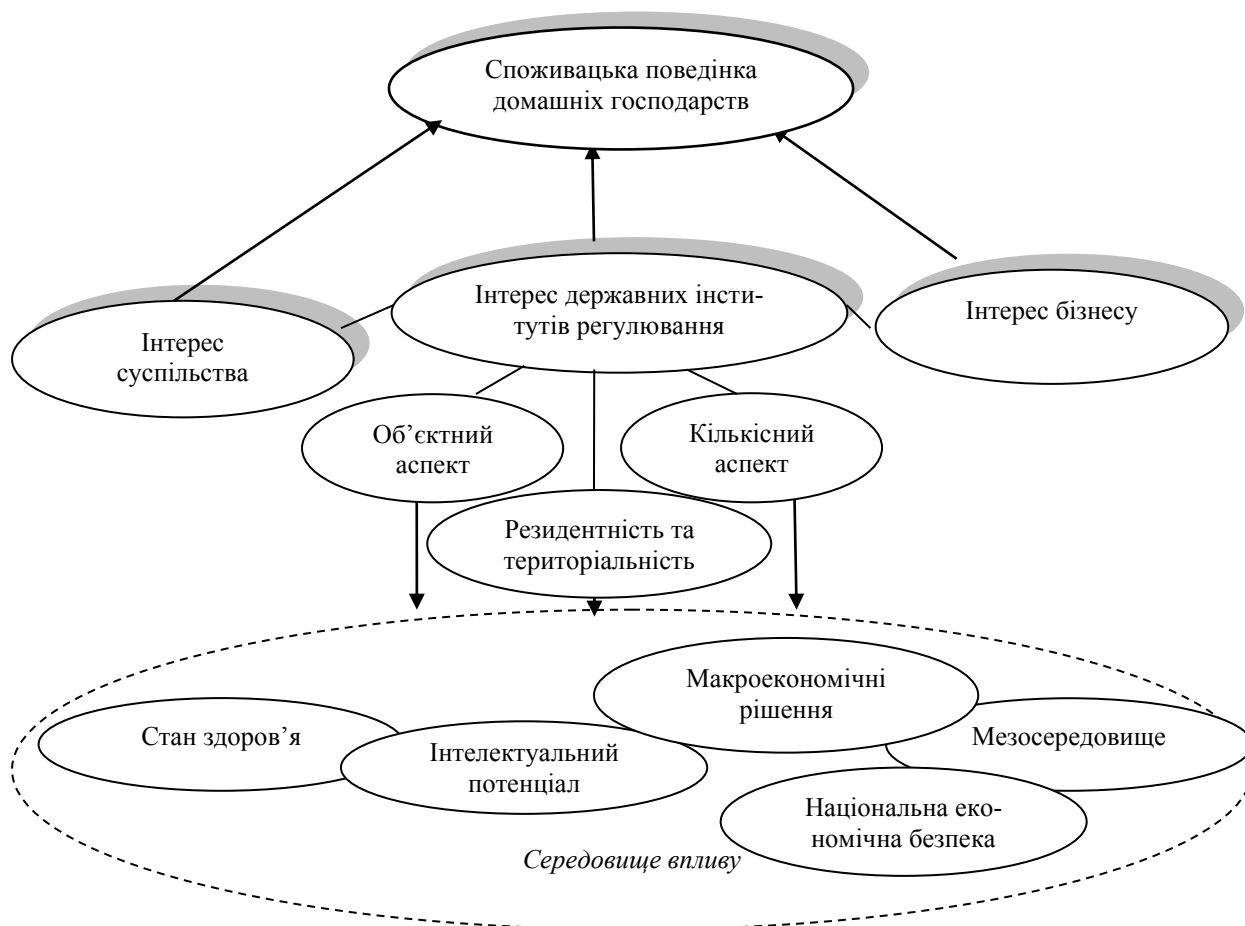 Споживацька поведінка
домашніх господарств
Інтерес державних інсти-
тутів регулювання
Інтерес бізнесу
Інтерес
суспільства
Об’єктний
аспект
Кількісний
аспект
Резидентність та
територіальність
Макроекономічні
рішення
Стан здоров’я
Інтелектуальний
потенціал
Мезосередовище
Національна еко-
номічна безпека
Середовище впливу